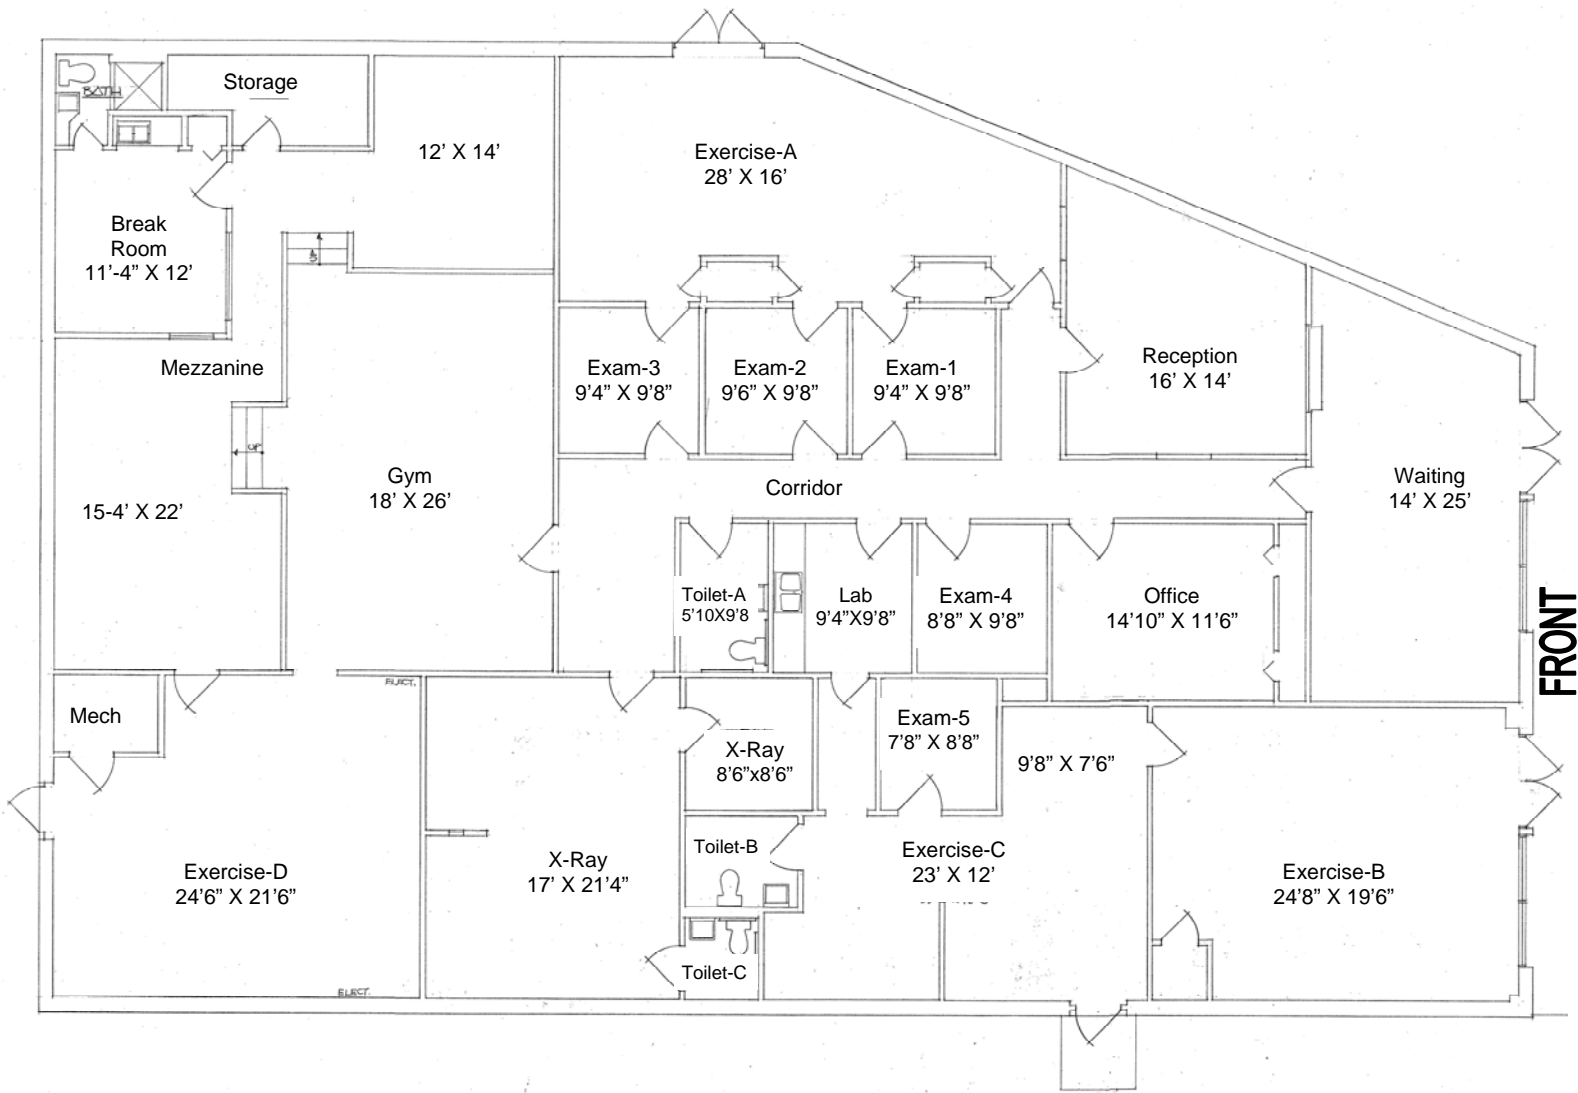 BATH
Storage
12’ X 14’
Exercise-A
28’ X 16’
Break
Room
11’-4” X 12’
UP
Mezzanine
Exam-3
9’4” X 9’8”
Exam-2
9’6” X 9’8”
Exam-1
9’4” X 9’8”
Reception
16’ X 14’
UP
Gym
18’ X 26’
Corridor
Waiting
14’ X 25’
15-4’ X 22’
Toilet-A
5’10X9’8
Lab
9’4”X9’8”
Exam-4
8’8” X 9’8”
Office
14’10” X 11’6”
FRONT
ELECT.
Mech
X-Ray
8’6”x8’6”
Exam-5
7’8” X 8’8”
9’8” X 7’6”
Exercise-D
24’6” X 21’6”
X-Ray
17’ X 21’4”
Toilet-B
Exercise-C
23’ X 12’
Exercise-B
24’8” X 19’6”
Toilet-C
ELECT.